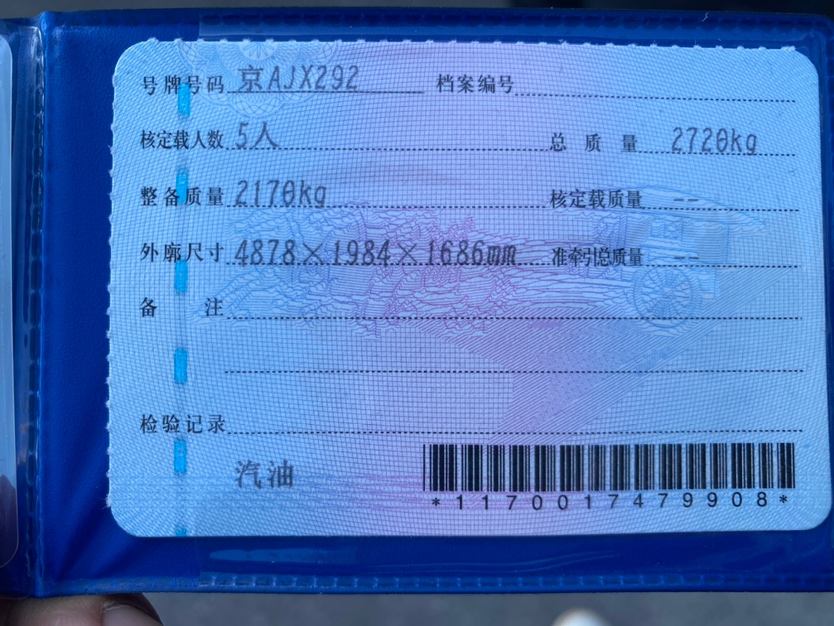 号牌号码 京AJX292 档案编号
核定载人数 5人 总质量 2720kg
整备质量 2170kg 核定载质量 --
外廓尺寸 4878×1984×1686mm 准牵引总质量 --
备注
检验记录
汽油
*1170017479908*